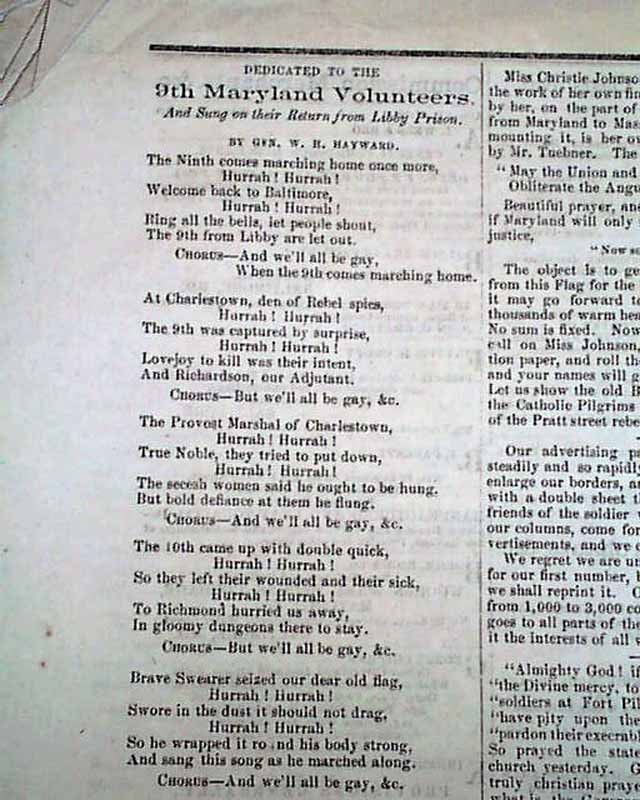 DEDICATED TO THE
9th Maryland Volunteers,
And Sung on their Return from Libby Prison.
BY GEN. W. H. HAYWARD.
The Ninth comes marching home once more,
Hurrah ! Hurrah !
Welcome back to Baltimore,
Hurrah ! Hurrah !
Ring all the bells, let people shout,
The 9th from Libby are let out.
CHORUS—And we'll all be gay,
When the 9th comes marching home.
At Charlestown, den of Rebel spies,
Hurrah ! Hurrah !
The 9th was captured by surprise,
Hurrah ! Hurrah !
Lovejoy to kill was their intent,
And Richardson, our Adjutant.
CHORUS—But we'll all be gay, &c.
The Provost Marshal of Charlestown,
Hurrah ! Hurrah !
True Noble, they tried to put down,
Hurrah ! Hurrah !
The secesh women said he ought to be hung.
But bold defiance at them he flung.
CHORUS—And we'll all be gay, &c.
The 10th came up with double quick,
Hurrah ! Hurrah !
So they left their wounded and their sick,
Hurrah ! Hurrah !
To Richmond hurried us away,
In gloomy dungeons there to stay.
CHORUS—But we'll all be gay, &c.
Brave Swearer seized our dear old flag,
Hurrah ! Hurrah !
Swore in the dust it should not drag,
Hurrah ! Hurrah !
So he wrapped it ro nd his body strong,
And sang this song as he marched along.
CHORUS—And we'll all be gay, &c.
Miss Christie Johnso
the work of her own fin
by her, on the part of
from Maryland to Mas
mounting it, is her ow
by Mr. Tuebner. The
"May the Union and
Obliterate the Angu
Beautiful prayer, and
if Maryland will only
justice,
"Now so
The object is to ge
from this Flag for the
it may go forward to
thousands of warm hea
No sum is fixed. Now
call on Miss Johnson,
tion paper, and roll th
and your names will g
Let us show the old B
the Catholic Pilgrims
of the Pratt street rebe
Our advertising pa
steadily and so rapidly
enlarge our borders, an
with a double sheet t
friends of the soldier w
our columns, come for
vertisements, and we c
We regret we are un
for our first number, l
we shall reprint it. O
from 1,000 to 3,000 co
goes to all parts of the
it the interests of all w
"Almighty God! if
"the Divine mercy, to
"soldiers at Fort Pil
"have pity upon the
"pardon their execrabl
So prayed the state
church yesterday. G
truly christian praye